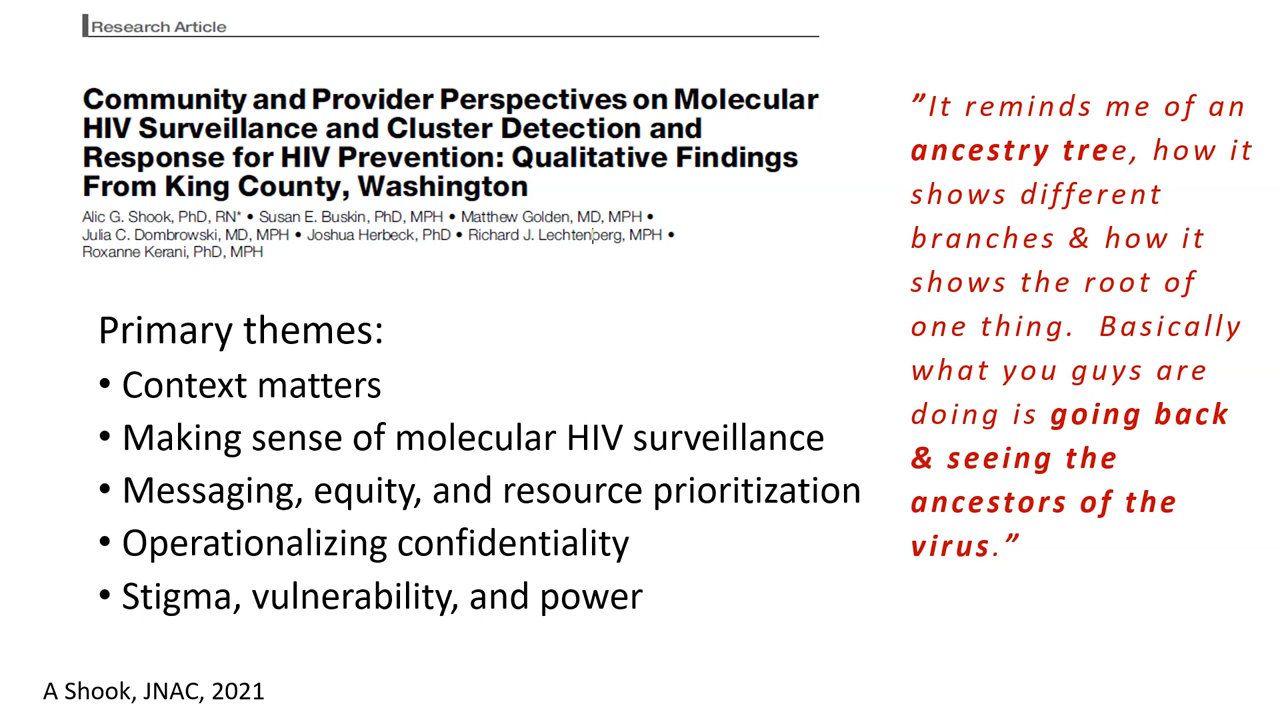 Research Article
Community and Provider Perspectives on Molecular
HIV Surveillance and Cluster Detection and
Response for HIV Prevention: Qualitative Findings
From King County, Washington
Alic G. Shook, PhD, RN* • Susan E. Buskin, PhD, MPH • Matthew Golden, MD, MPH •
Julia C. Dombrowski, MD, MPH • Joshua Herbeck, PhD • Richard J. Lechtenberg, MPH •
Roxanne Kerani, PhD, MPH
Primary themes:
• Context matters
• Making sense of molecular HIV surveillance
• Messaging, equity, and resource prioritization
• Operationalizing confidentiality
• Stigma, vulnerability, and power
A Shook, JNAC, 2021
”It reminds me of an
ancestry tree, how it
shows different
branches & how it
shows the root of
one thing. Basically
what you guys are
doing is going back
& seeing the
ancestors of the
virus.”